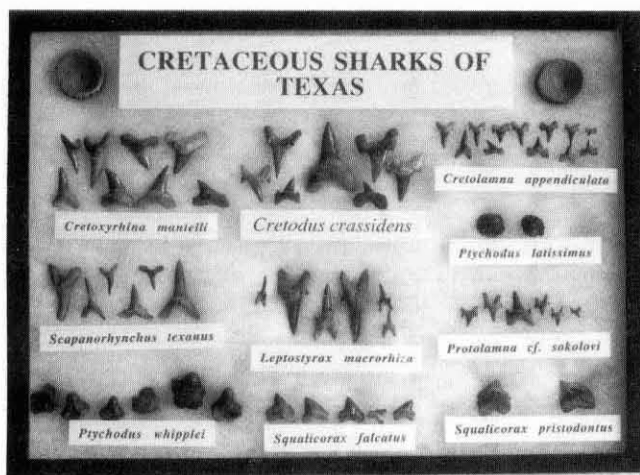 CRETACEOUS SHARKS OF
TEXAS
Cretoxyrhina mantelli
Cretodus crassidens
Cretolamna appendiculata
Ptychodus latissimus
Scapanorhynchus texanus
Leptostyrax macrorhiza
Protolamna cf. sokolovi
Ptychodus whipplei
Squalicorax falcatus
Squalicorax pristodontus